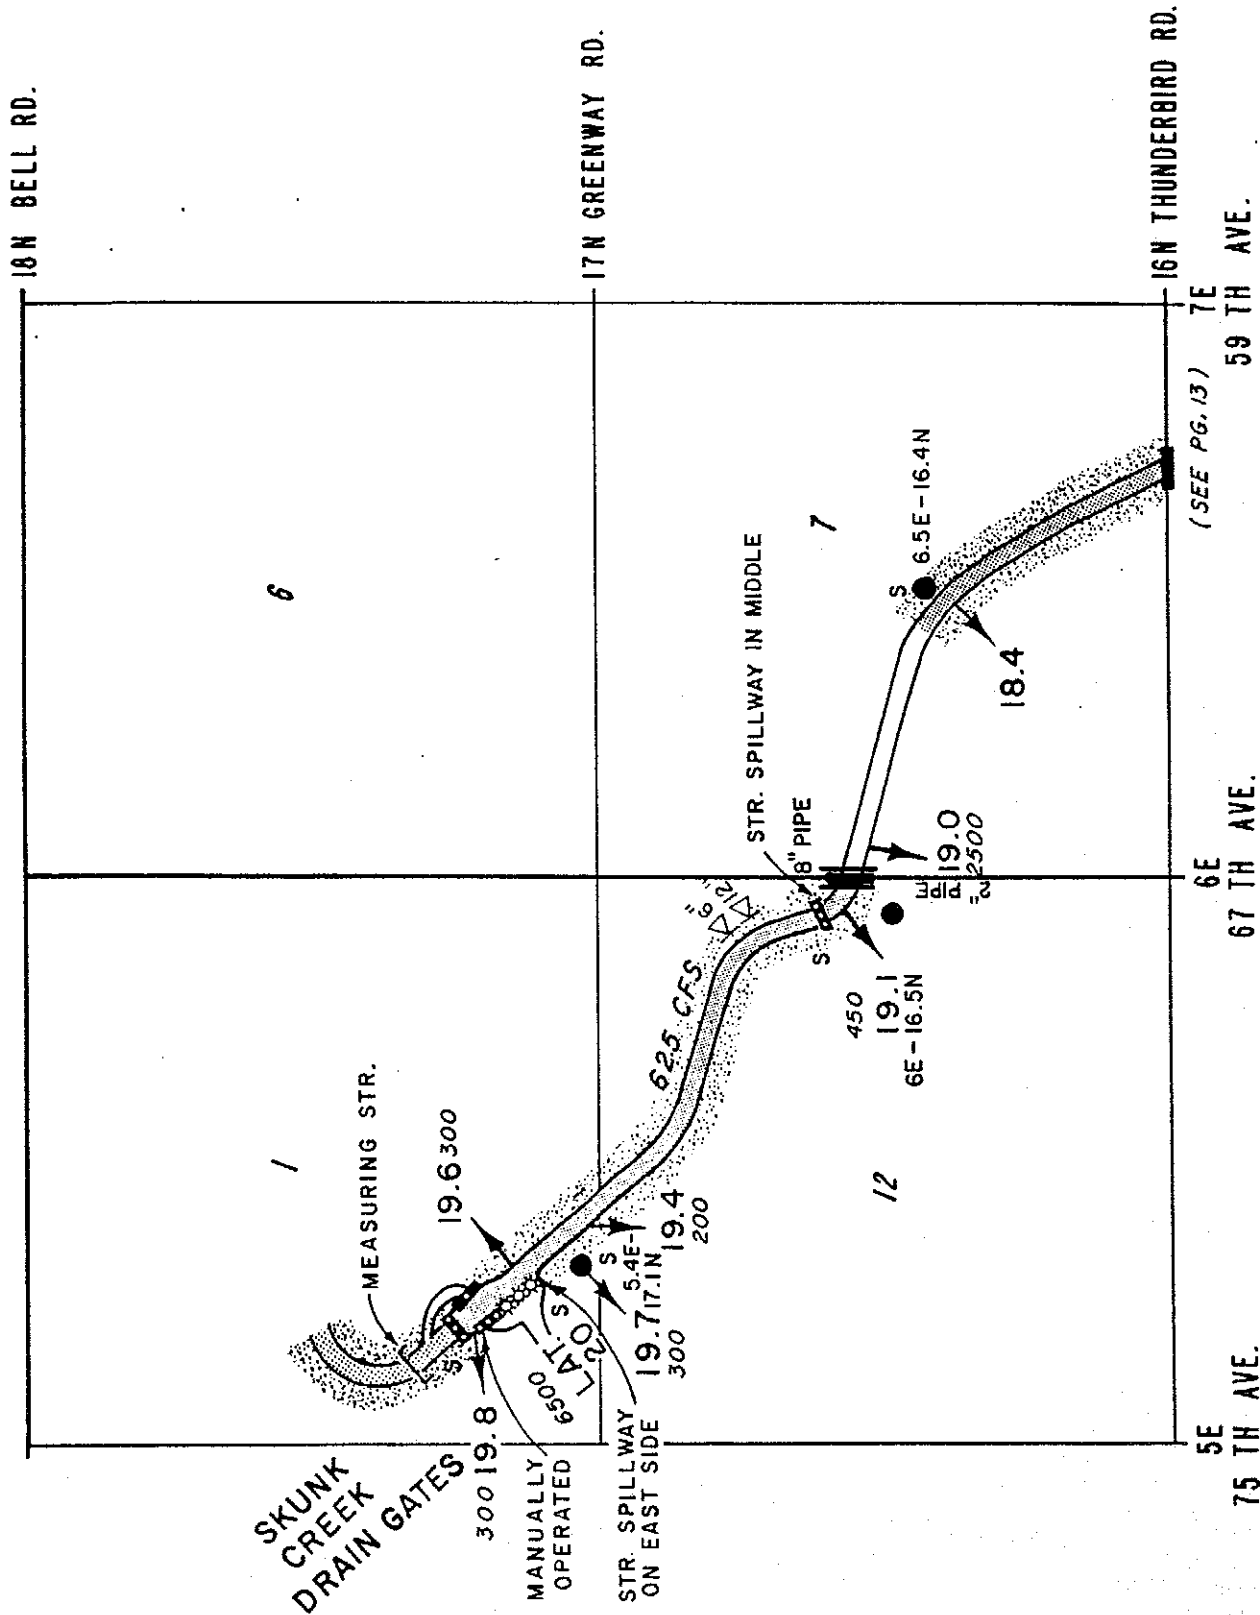 18N BELL RD.
17N GREENWAY RD.
16N THUNDERBIRD RD.
7E
59 TH AVE.
(SEE PG. 13)
6E
67 TH AVE.
5E
75 TH AVE.
6
1
7
12
MEASURING STR.
19.6 300
625 CFS
6"
12"
STR. SPILLWAY IN MIDDLE
8" PIPE
S
6.5E-16.4N
18.4
19.0
2500
2" PIPE
S
450
19.1
6E-16.5N
19.4
200
S
5.4E-
17.1N
19.7
300
S
LAT. 20
6500
S
300 19.8
SKUNK
CREEK
DRAIN GATES
MANUALLY
OPERATED
STR. SPILLWAY
ON EAST SIDE